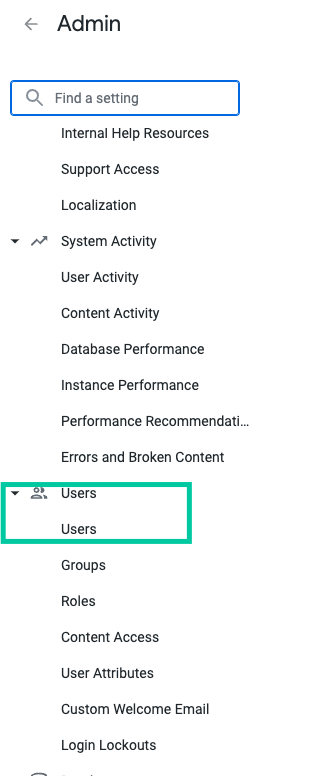 Admin
Find a setting
Internal Help Resources
Support Access
Localization
System Activity
User Activity
Content Activity
Database Performance
Instance Performance
Performance Recommendati...
Errors and Broken Content
Users
Users
Groups
Roles
Content Access
User Attributes
Custom Welcome Email
Login Lockouts